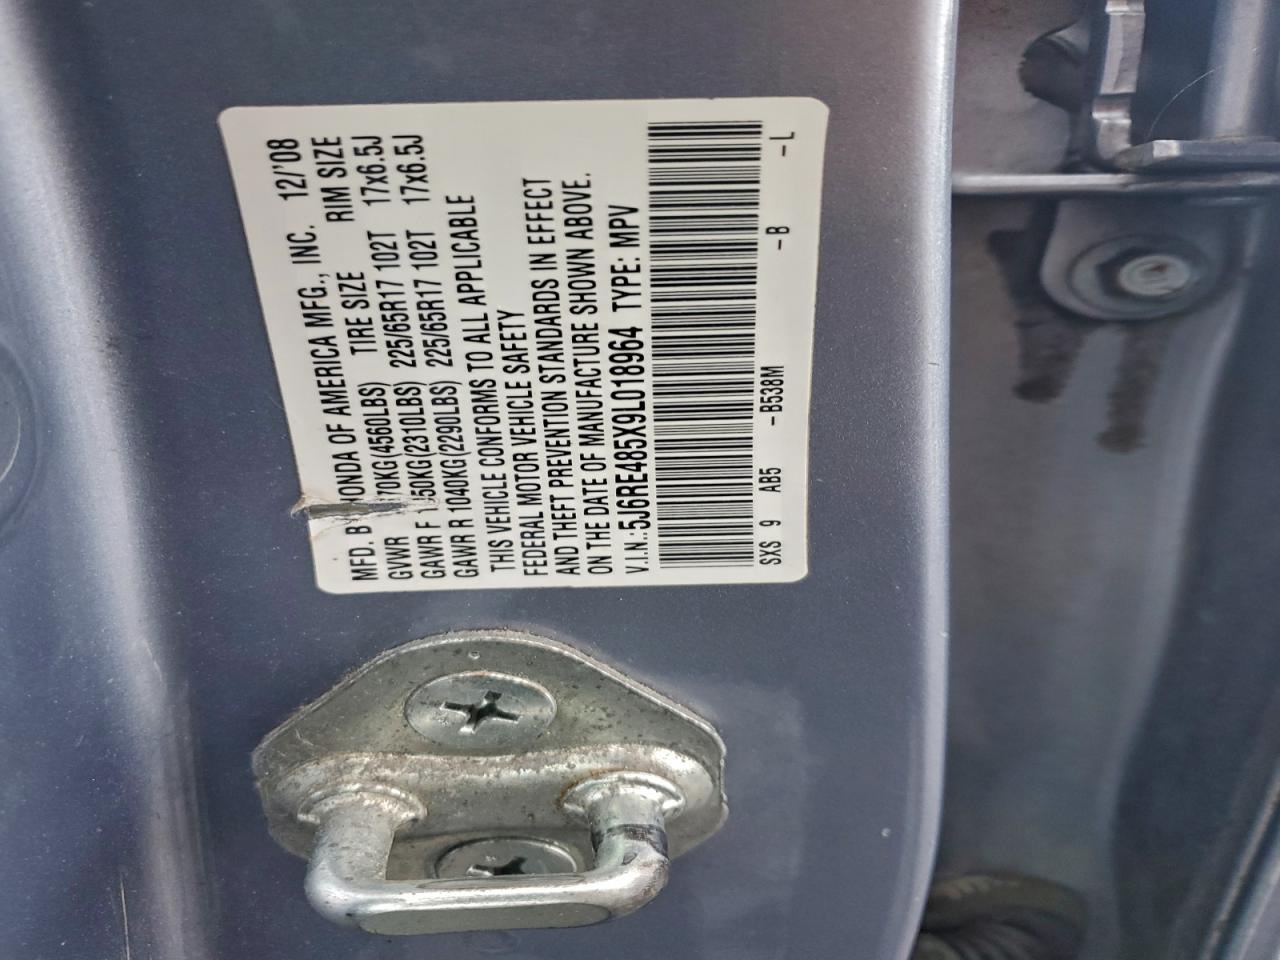 MFD. B HONDA OF AMERICA MFG., INC. 12/'08
GVWR 70KG(4560LBS) TIRE SIZE RIM SIZE
GAWR F 50KG(2310LBS) 225/65R17 102T 17x6.5J
GAWR R 1040KG(2290LBS) 225/65R17 102T 17x6.5J
THIS VEHICLE CONFORMS TO ALL APPLICABLE
FEDERAL MOTOR VEHICLE SAFETY
AND THEFT PREVENTION STANDARDS IN EFFECT
ON THE DATE OF MANUFACTURE SHOWN ABOVE.
V.I.N.:5J6RE485X9L018964 TYPE: MPV
SXS 9 AB5 -B538M -B -L